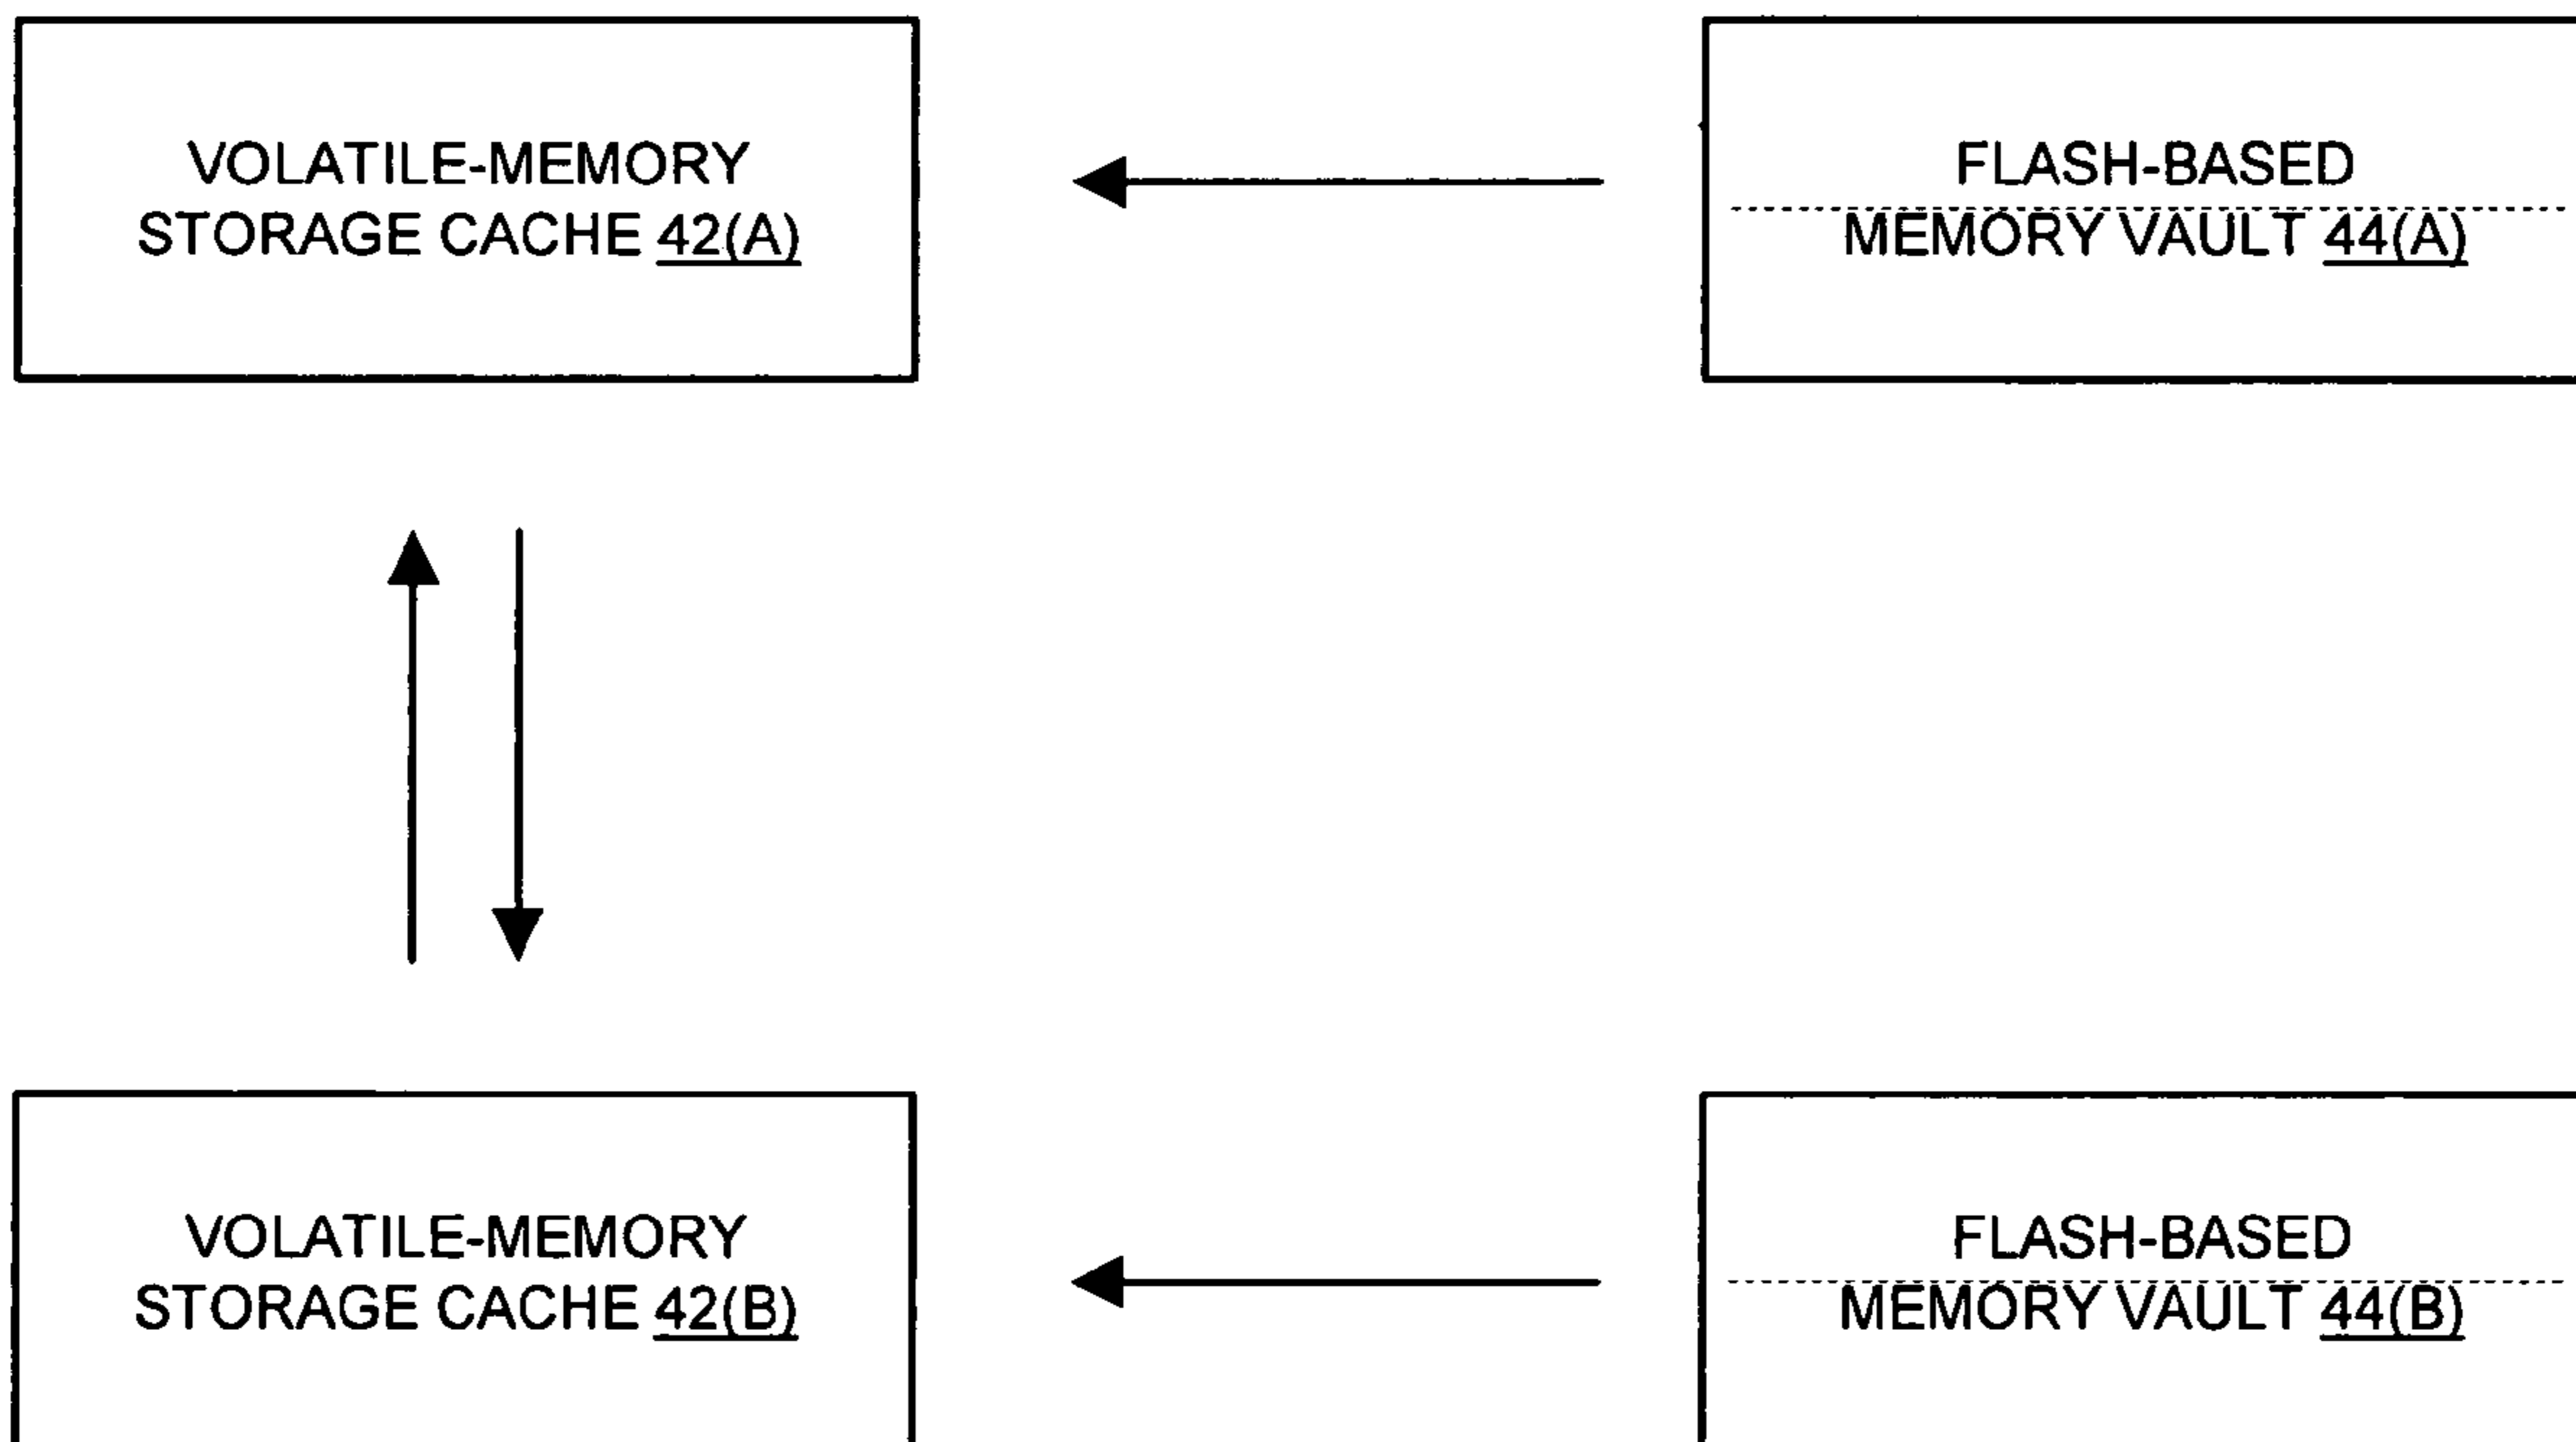 VOLATILE-MEMORY
STORAGE CACHE 42(A)
FLASH-BASED
MEMORY VAULT 44(A)
VOLATILE-MEMORY
STORAGE CACHE 42(B)
FLASH-BASED
MEMORY VAULT 44(B)